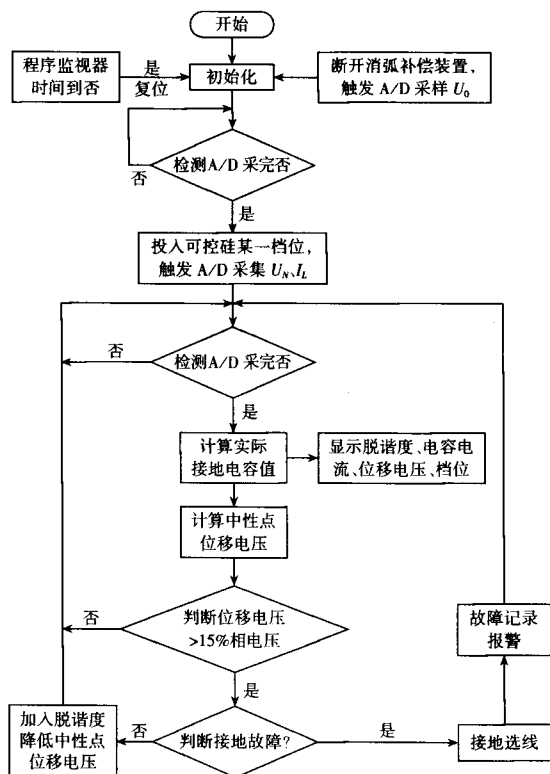 开始
程序监视器
时间到否
是
复位
初始化
断开消弧补偿装置，
触发 A/D 采样 U₀
检测A/D 采完否
否
是
投入可控硅某一档位，
触发 A/D 采集 U_N、I_L
检测A/D 采完否
否
是
计算实际
接地电容值
显示脱谐度、电容电
流、位移电压、档位
计算中性点
位移电压
判断位移电压
>15%相电压
否
是
故障记录
报警
加入脱谐度
降低中性点
位移电压
否
判断接地故障?
是
接地选线